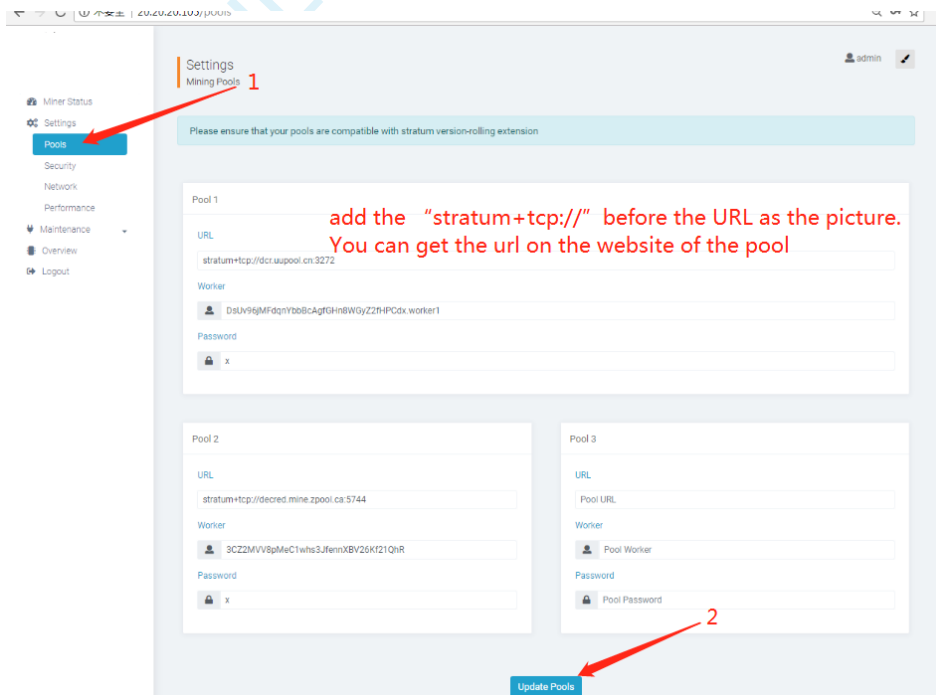 不安全 | 20.20.20.105/pools
Settings
Mining Pools
1
admin
Miner Status
Settings
Pools
Security
Network
Performance
Maintenance
Overview
Logout
Please ensure that your pools are compatible with stratum version-rolling extension
Pool 1
add the “stratum+tcp://” before the URL as the picture.
You can get the url on the website of the pool
URL
stratum+tcp://dcr.uupool.cn:3272
Worker
DsUv96jMFdqnYbbBcAgfGHn8WGyZ2fHPCdx.worker1
Password
x
Pool 2
URL
stratum+tcp://decred.mine.zpool.ca:5744
Worker
3CZ2MVV8pMeC1whs3JfennXBV26Kf21QhR
Password
x
Pool 3
URL
Pool URL
Worker
Pool Worker
Password
Pool Password
2
Update Pools